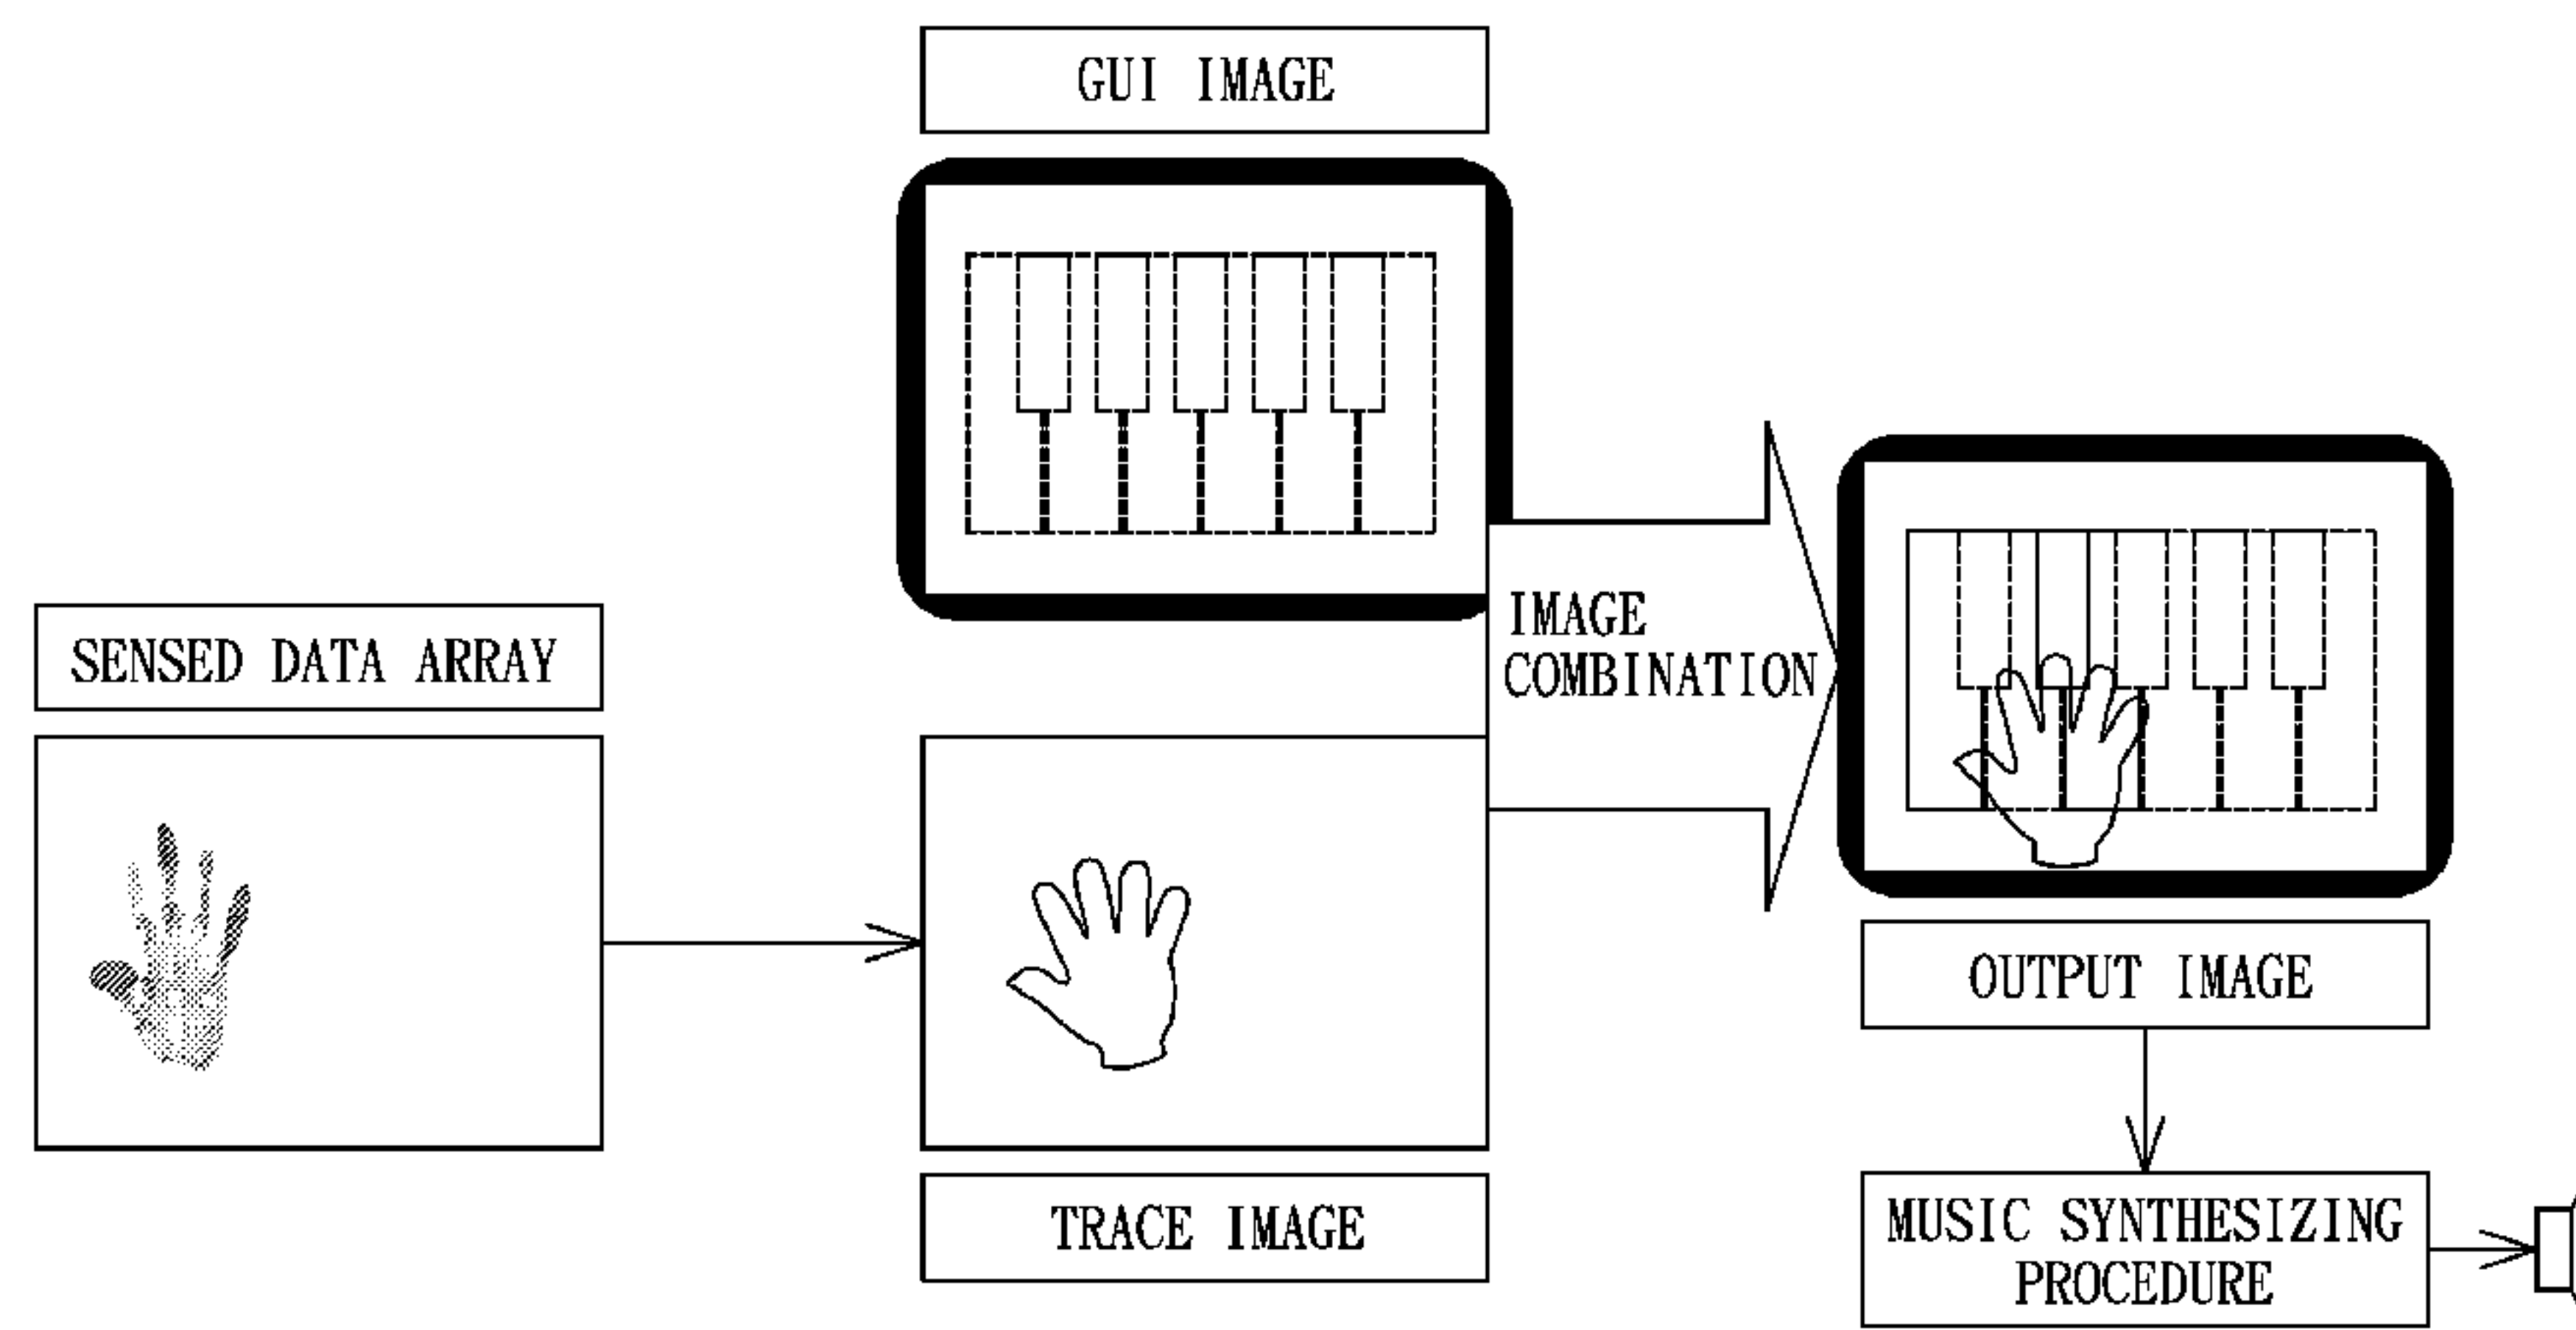 GUI IMAGE
SENSED DATA ARRAY
IMAGE
COMBINATION
OUTPUT IMAGE
TRACE IMAGE
MUSIC SYNTHESIZING
PROCEDURE